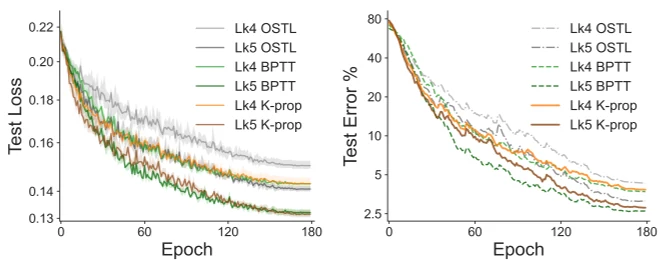 Test Loss
0.22
0.20
0.18
0.16
0.14
0.13
0 60 120 180
Epoch
Lk4 OSTL
Lk5 OSTL
Lk4 BPTT
Lk5 BPTT
Lk4 K-prop
Lk5 K-prop
Test Error %
80
40
20
10
5
2.5
0 60 120 180
Epoch
Lk4 OSTL
Lk5 OSTL
Lk4 BPTT
Lk5 BPTT
Lk4 K-prop
Lk5 K-prop